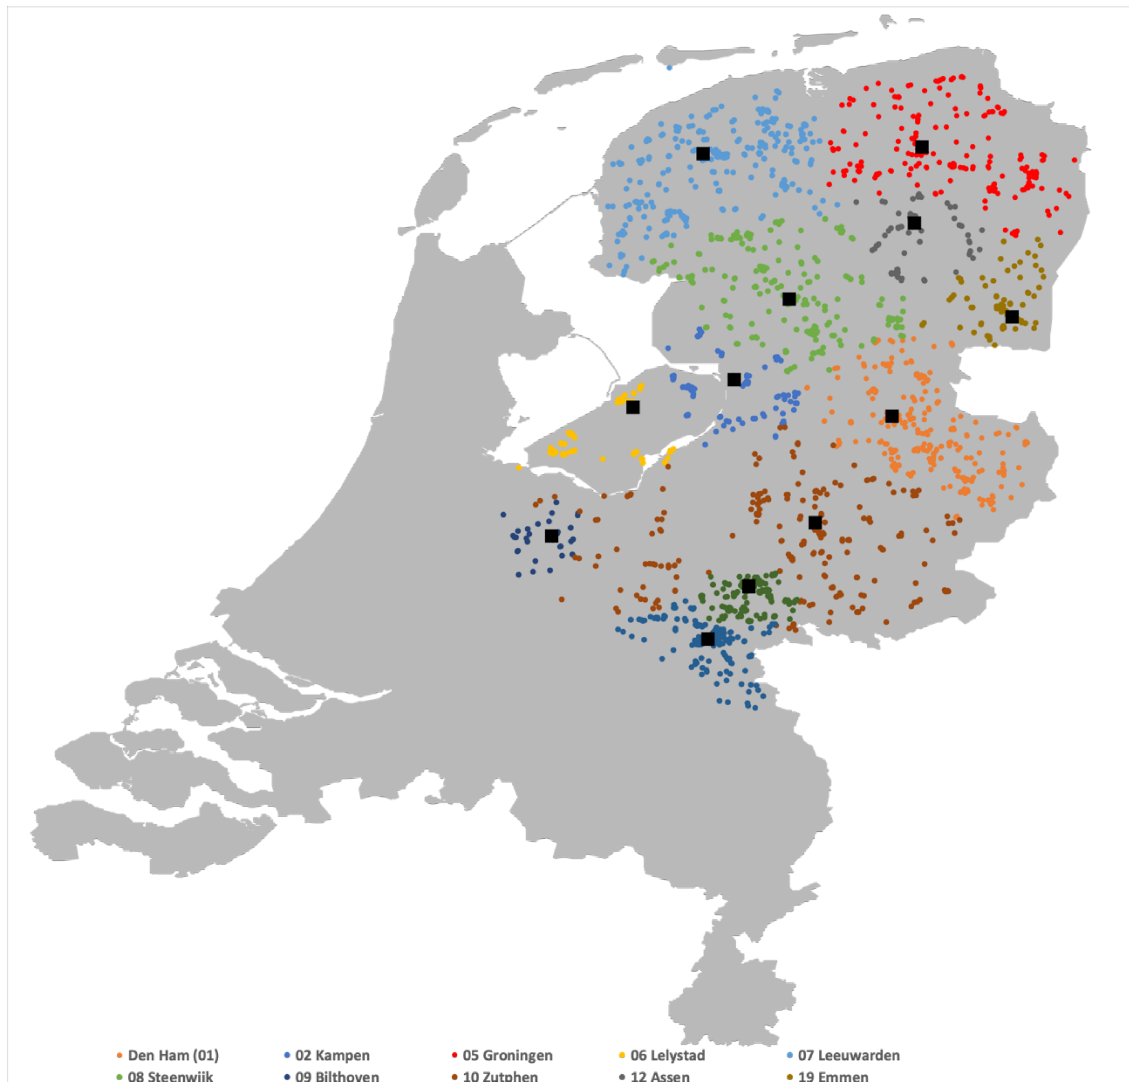 Den Ham (01) 02 Kampen 05 Groningen 06 Lelystad 07 Leeuwarden
08 Steenwijk 09 Bilthoven 10 Zutphen 12 Assen 19 Emmen